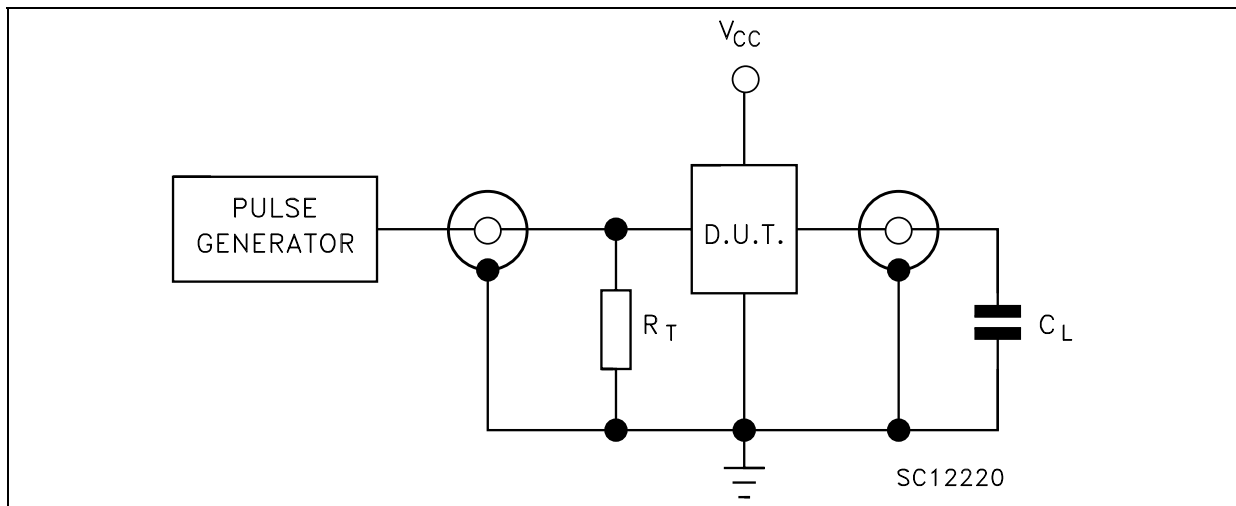 VCC
PULSE
GENERATOR
D.U.T.
RT
CL
SC12220